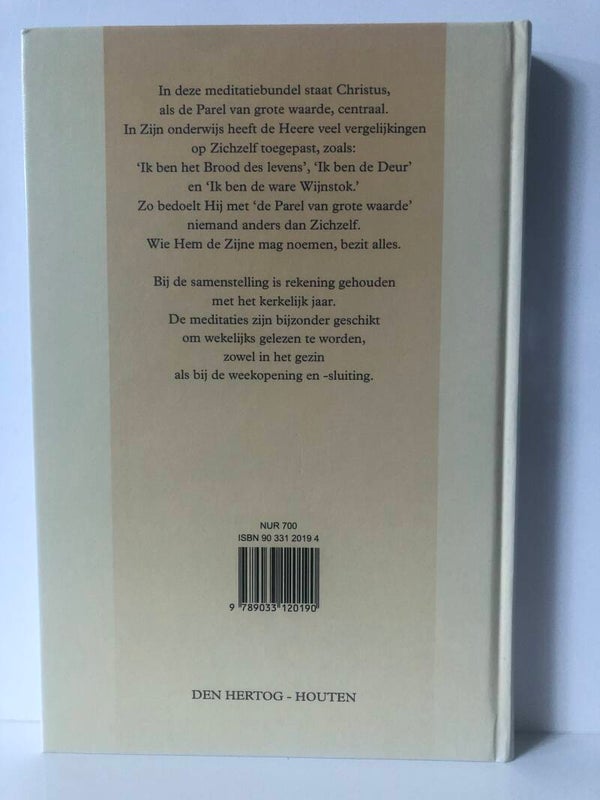 In deze meditatiebundel staat Christus,
als de Parel van grote waarde, centraal.
In Zijn onderwijs heeft de Heere veel vergelijkingen
op Zichzelf toegepast, zoals:
‘Ik ben het Brood des levens’, ‘Ik ben de Deur’
en ‘Ik ben de ware Wijnstok.’
Zo bedoelt Hij met ‘de Parel van grote waarde’
niemand anders dan Zichzelf.
Wie Hem de Zijne mag noemen, bezit alles.
Bij de samenstelling is rekening gehouden
met het kerkelijk jaar.
De meditaties zijn bijzonder geschikt
om wekelijks gelezen te worden,
zowel in het gezin
als bij de weekopening en -sluiting.
NUR 700
ISBN 90 331 2019 4
9 789033 120190
DEN HERTOG - HOUTEN